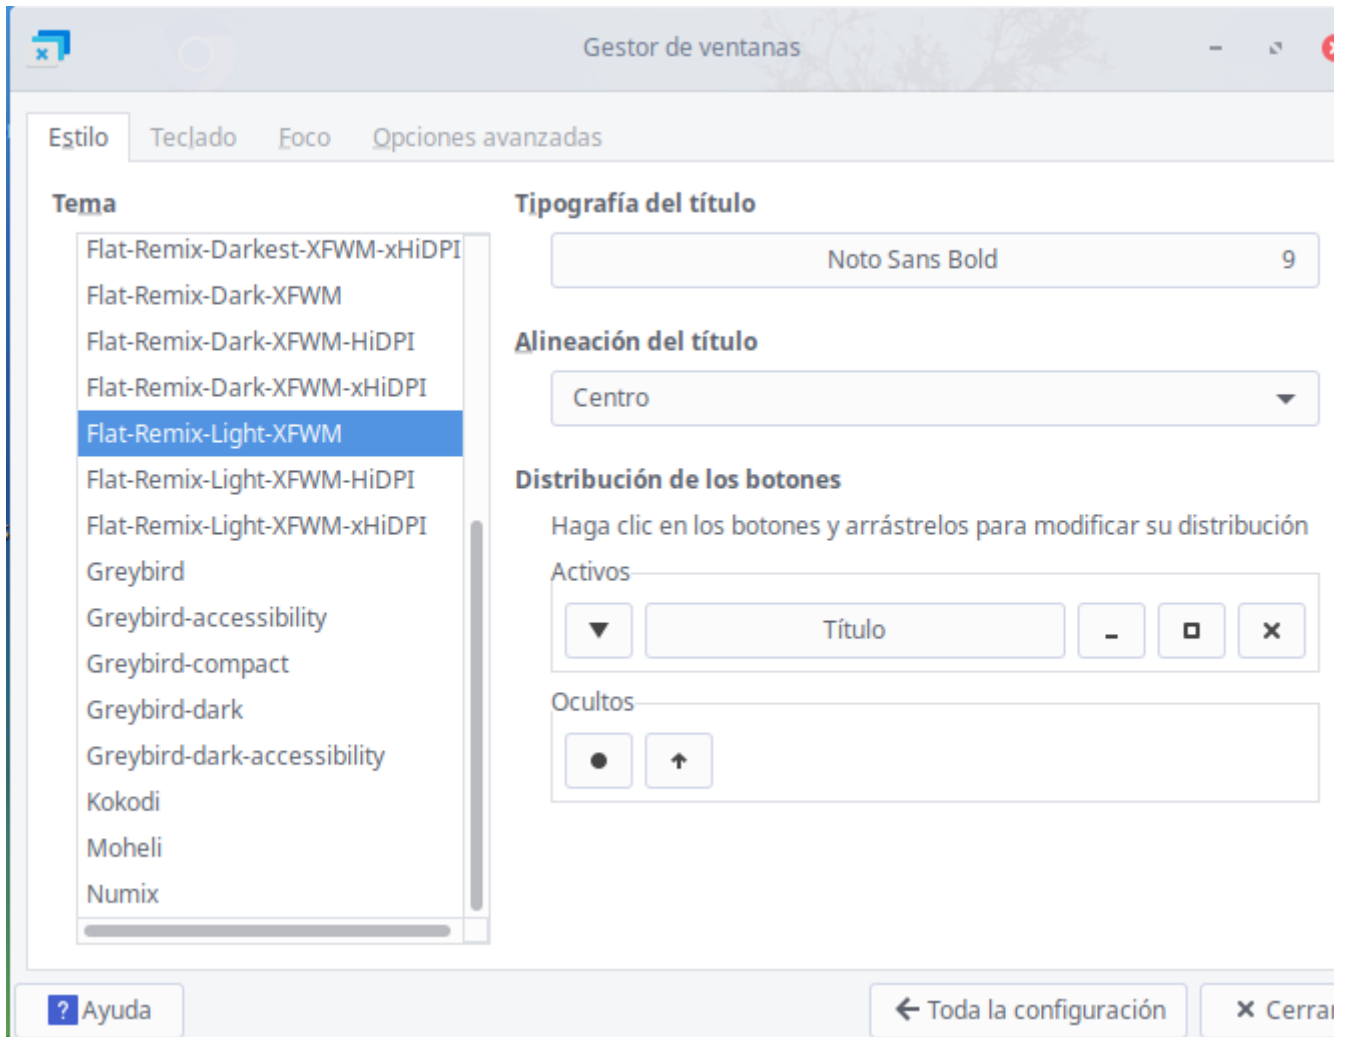 Gestor de ventanas
Estilo Teclado Foco Opciones avanzadas
Tema
Flat-Remix-Darkest-XFWM-xHiDPI
Flat-Remix-Dark-XFWM
Flat-Remix-Dark-XFWM-HiDPI
Flat-Remix-Dark-XFWM-xHiDPI
Flat-Remix-Light-XFWM
Flat-Remix-Light-XFWM-HiDPI
Flat-Remix-Light-XFWM-xHiDPI
Greybird
Greybird-accessibility
Greybird-compact
Greybird-dark
Greybird-dark-accessibility
Kokodi
Moheli
Numix
Tipografía del título
Noto Sans Bold 9
Alineación del título
Centro
Distribución de los botones
Haga clic en los botones y arrástrelos para modificar su distribución
Activos
Título
Ocultos
? Ayuda
Toda la configuración
Cerrar